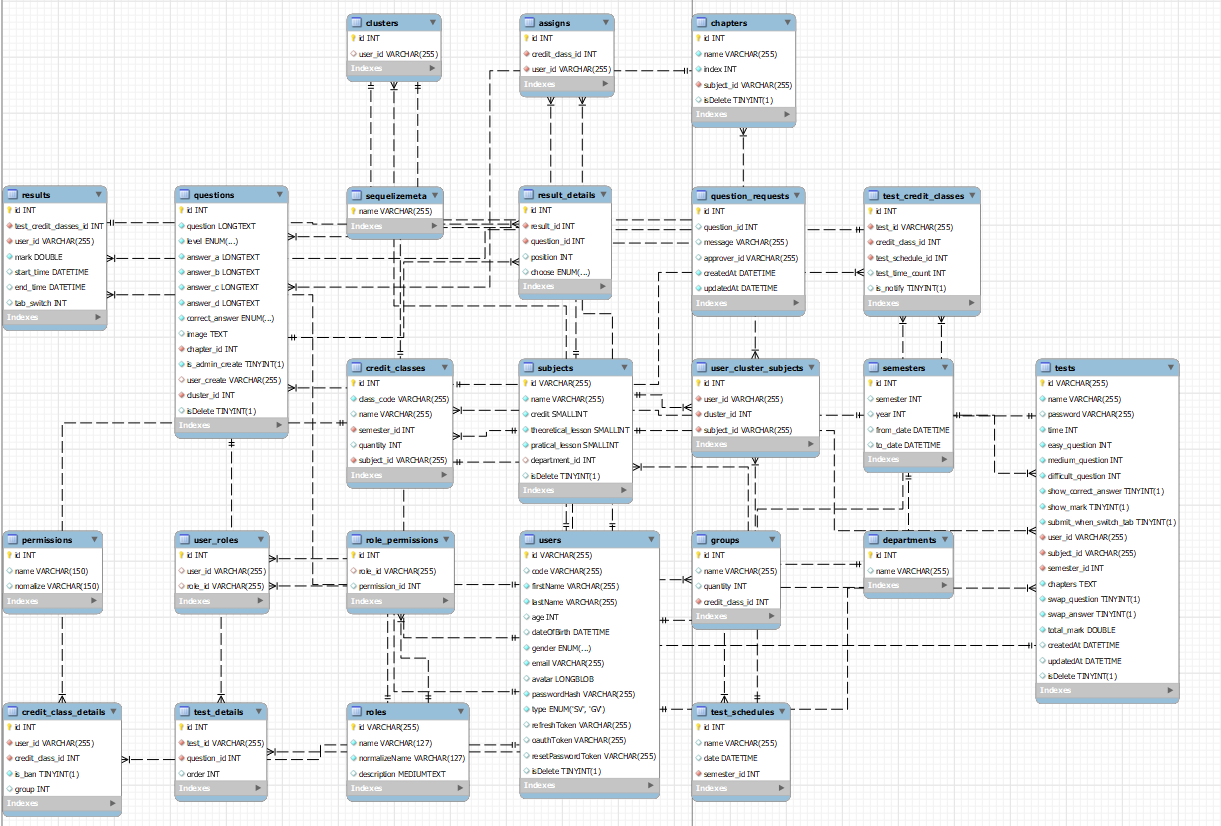 clusters
id INT
user_id VARCHAR(255)
Indexes
assigns
id INT
credit_class_id INT
user_id VARCHAR(255)
Indexes
chapters
id INT
name VARCHAR(255)
index INT
subject_id VARCHAR(255)
isDelete TINYINT(1)
Indexes
results
id INT
test_credit_classes_id INT
user_id VARCHAR(255)
mark DOUBLE
start_time DATETIME
end_time DATETIME
tab_switch INT
Indexes
questions
id INT
question LONGTEXT
level ENUM(...)
answer_a LONGTEXT
answer_b LONGTEXT
answer_c LONGTEXT
answer_d LONGTEXT
correct_answer ENUM(...)
image TEXT
chapter_id INT
is_admin_create TINYINT(1)
user_create VARCHAR(255)
cluster_id INT
isDelete TINYINT(1)
Indexes
sequelizemeta
name VARCHAR(255)
Indexes
result_details
id INT
result_id INT
question_id INT
position INT
choose ENUM(...)
Indexes
question_requests
id INT
question_id INT
message VARCHAR(255)
approver_id VARCHAR(255)
createdAt DATETIME
updatedAt DATETIME
Indexes
test_credit_classes
id INT
test_id VARCHAR(255)
credit_class_id INT
test_schedule_id INT
test_time_count INT
is_notify TINYINT(1)
Indexes
credit_classes
id INT
class_code VARCHAR(255)
name VARCHAR(255)
semester_id INT
quantity INT
subject_id VARCHAR(255)
Indexes
subjects
id VARCHAR(255)
name VARCHAR(255)
credit SMALLINT
theoretical_lesson SMALLINT
pratical_lesson SMALLINT
department_id INT
isDelete TINYINT(1)
Indexes
user_cluster_subjects
id INT
user_id VARCHAR(255)
cluster_id INT
subject_id VARCHAR(255)
Indexes
semesters
id INT
semester INT
year INT
from_date DATETIME
to_date DATETIME
Indexes
tests
id VARCHAR(255)
name VARCHAR(255)
password VARCHAR(255)
time INT
easy_question INT
medium_question INT
difficult_question INT
show_correct_answer TINYINT(1)
show_mark TINYINT(1)
submit_when_switch_tab TINYINT(1)
user_id VARCHAR(255)
subject_id VARCHAR(255)
semester_id INT
chapters TEXT
swap_question TINYINT(1)
swap_answer TINYINT(1)
total_mark DOUBLE
createdAt DATETIME
updatedAt DATETIME
isDelete TINYINT(1)
Indexes
permissions
id INT
name VARCHAR(150)
nomalize VARCHAR(150)
Indexes
user_roles
id INT
user_id VARCHAR(255)
role_id VARCHAR(255)
Indexes
role_permissions
id INT
role_id VARCHAR(255)
permission_id INT
Indexes
users
id VARCHAR(255)
code VARCHAR(255)
firstName VARCHAR(255)
lastName VARCHAR(255)
age INT
dateOfBirth DATETIME
gender ENUM(...)
email VARCHAR(255)
avatar LONGBLOB
passwordHash VARCHAR(255)
type ENUM('SV', 'GV')
refreshToken VARCHAR(255)
oauthToken VARCHAR(255)
resetPasswordToken VARCHAR(255)
isDelete TINYINT(1)
Indexes
groups
id INT
name VARCHAR(255)
quantity INT
credit_class_id INT
Indexes
departments
id INT
name VARCHAR(255)
Indexes
credit_class_details
id INT
user_id VARCHAR(255)
credit_class_id INT
is_ban TINYINT(1)
group INT
Indexes
test_details
id INT
test_id VARCHAR(255)
question_id INT
order INT
Indexes
roles
id VARCHAR(255)
name VARCHAR(127)
normalizeName VARCHAR(127)
description MEDIUMTEXT
Indexes
test_schedules
id INT
name VARCHAR(255)
date DATETIME
semester_id INT
Indexes